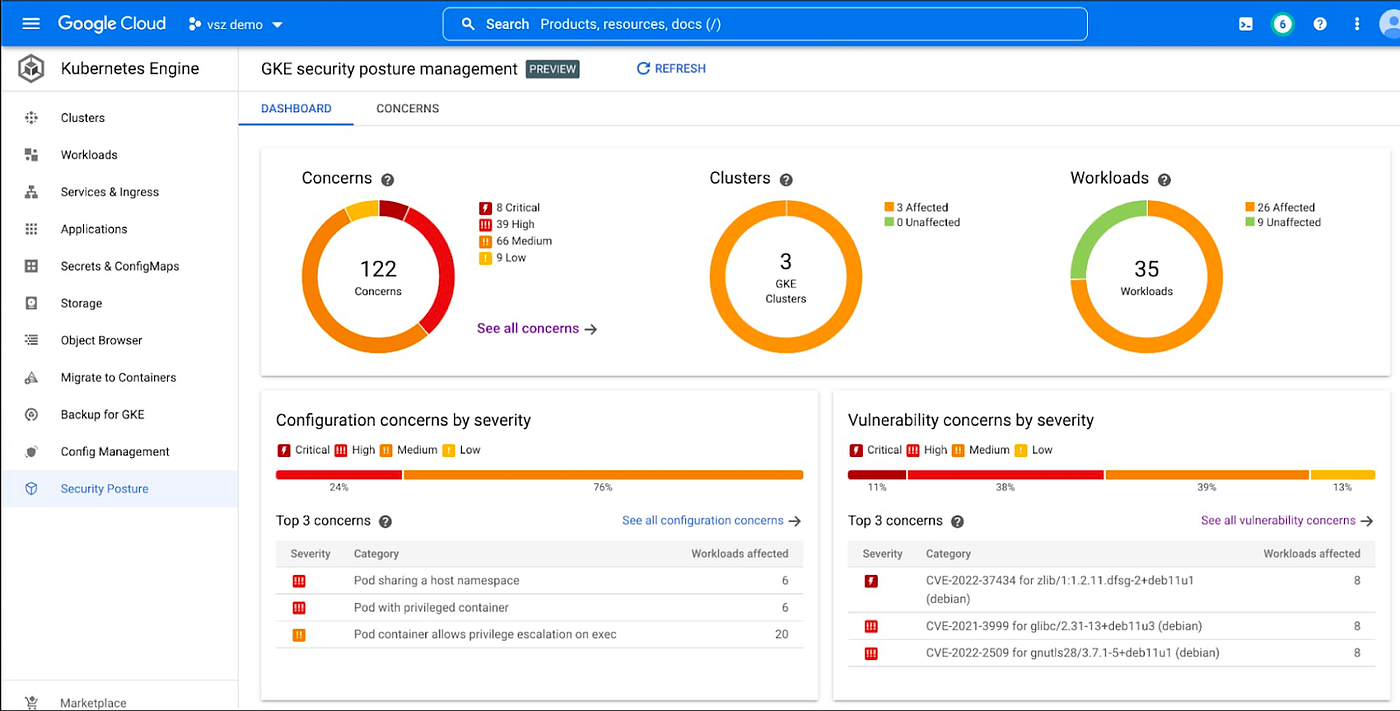 Google Cloud
vsz demo
Search Products, resources, docs (/)
6
Kubernetes Engine
GKE security posture management PREVIEW
REFRESH
Clusters
Workloads
Services & Ingress
Applications
Secrets & ConfigMaps
Storage
Object Browser
Migrate to Containers
Backup for GKE
Config Management
Security Posture
Marketplace
DASHBOARD
CONCERNS
Concerns
122
Concerns
8 Critical
39 High
66 Medium
9 Low
See all concerns
Clusters
3
GKE
Clusters
3 Affected
0 Unaffected
Workloads
35
Workloads
26 Affected
9 Unaffected
Configuration concerns by severity
Critical High Medium Low
24% 76%
Top 3 concerns
See all configuration concerns
Severity Category Workloads affected
Pod sharing a host namespace 6
Pod with privileged container 6
Pod container allows privilege escalation on exec 20
Vulnerability concerns by severity
Critical High Medium Low
11% 38% 39% 13%
Top 3 concerns
See all vulnerability concerns
Severity Category Workloads affected
CVE-2022-37434 for zlib/1:1.2.11.dfsg-2+deb11u1 8
(debian)
CVE-2021-3999 for glibc/2.31-13+deb11u3 (debian) 8
CVE-2022-2509 for gnutls28/3.7.1-5+deb11u1 (debian) 8